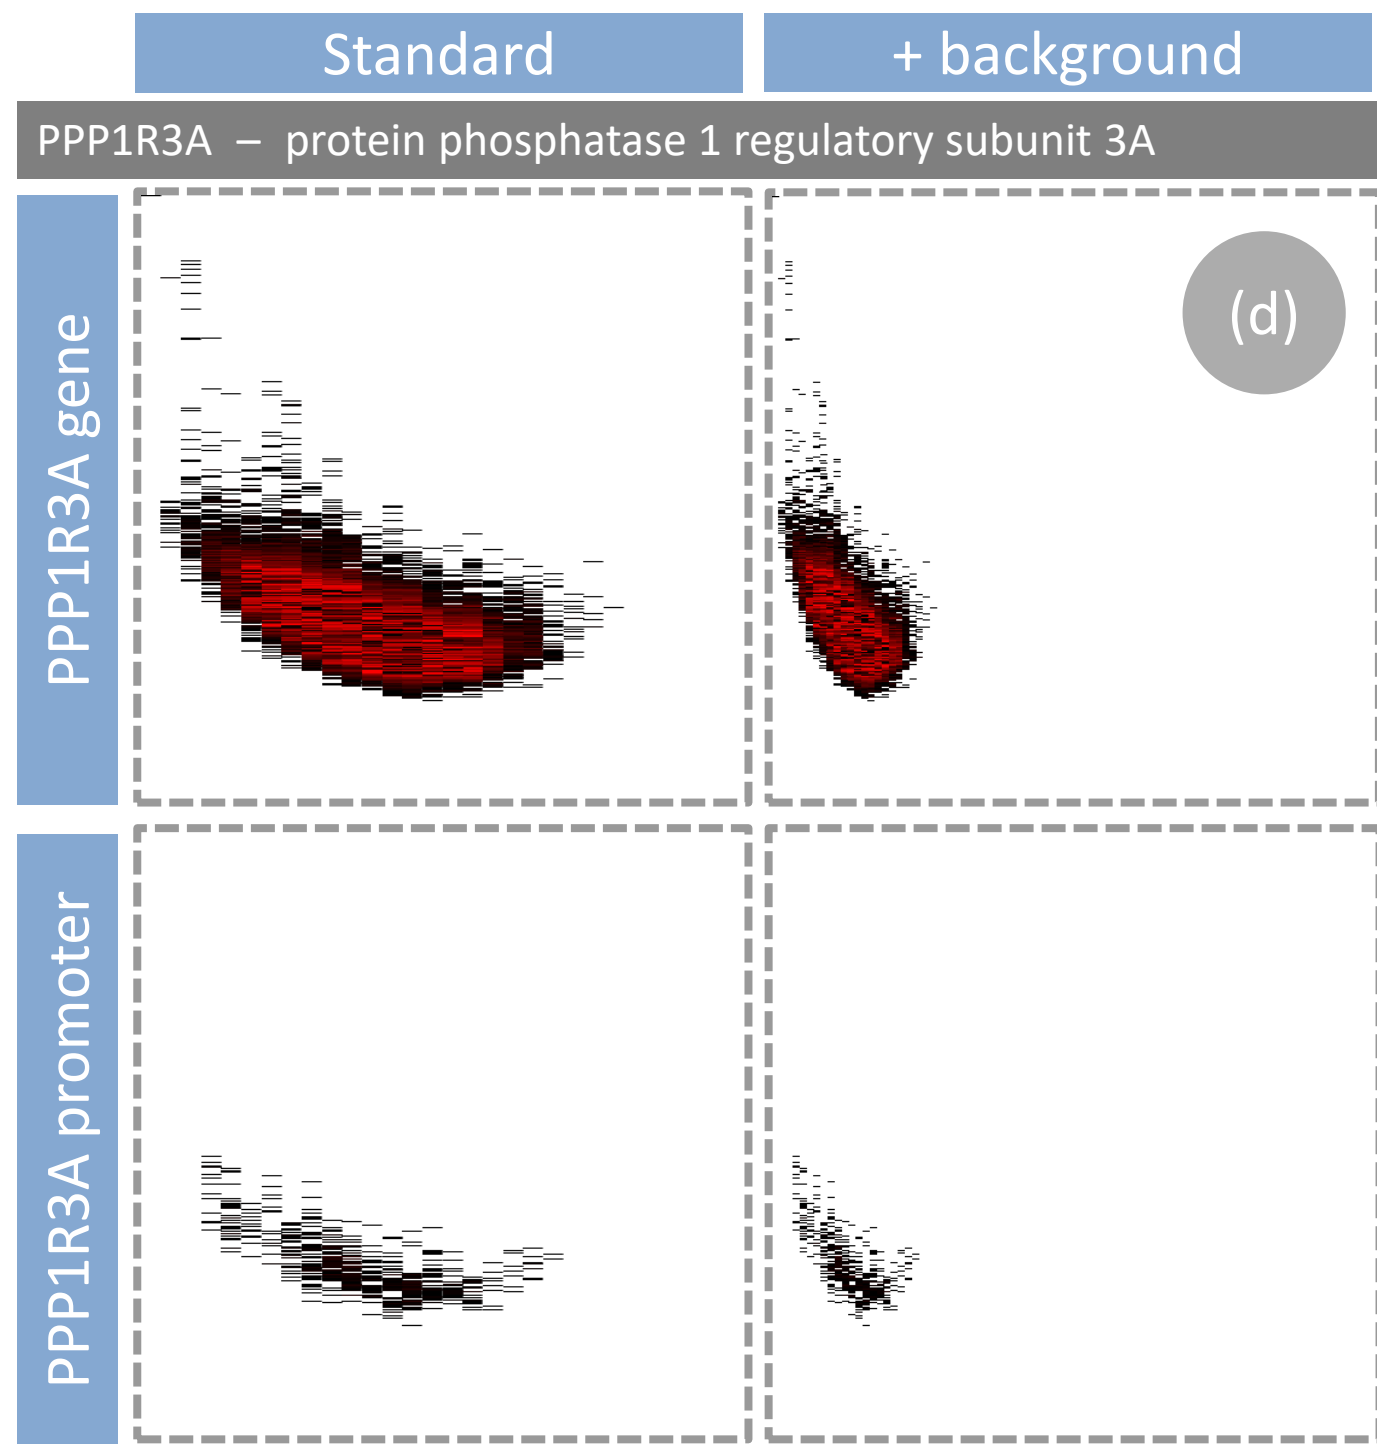 Standard
+ background
PPP1R3A – protein phosphatase 1 regulatory subunit 3A
PPP1R3A gene
(d)
PPP1R3A promoter